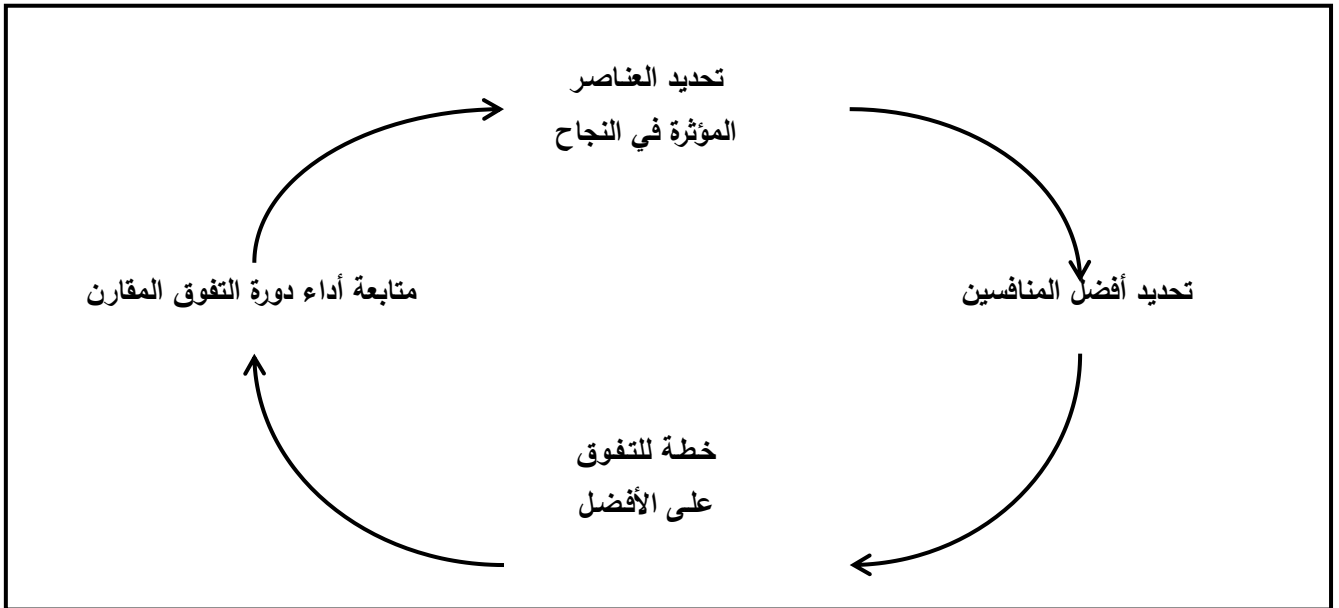 تحديد العناصر
المؤثرة في النجاح
تحديد أفضل المنافسين
متابعة أداء دورة التفوق المقارن
خطة للتفوق
على الأفضل